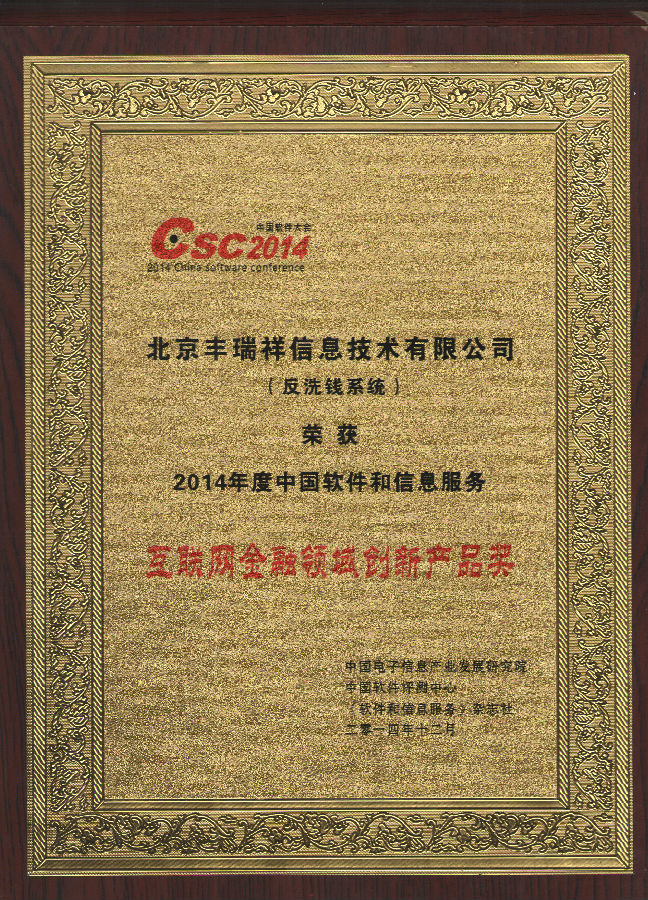 中国软件大会
CSC2014
2014 China software conference
北京丰瑞祥信息技术有限公司
（反洗钱系统）
荣 获
2014年度中国软件和信息服务
互联网金融领域创新产品奖
中国电子信息产业发展研究院
中国软件评测中心
《软件和信息服务》杂志社
二零一四年十二月